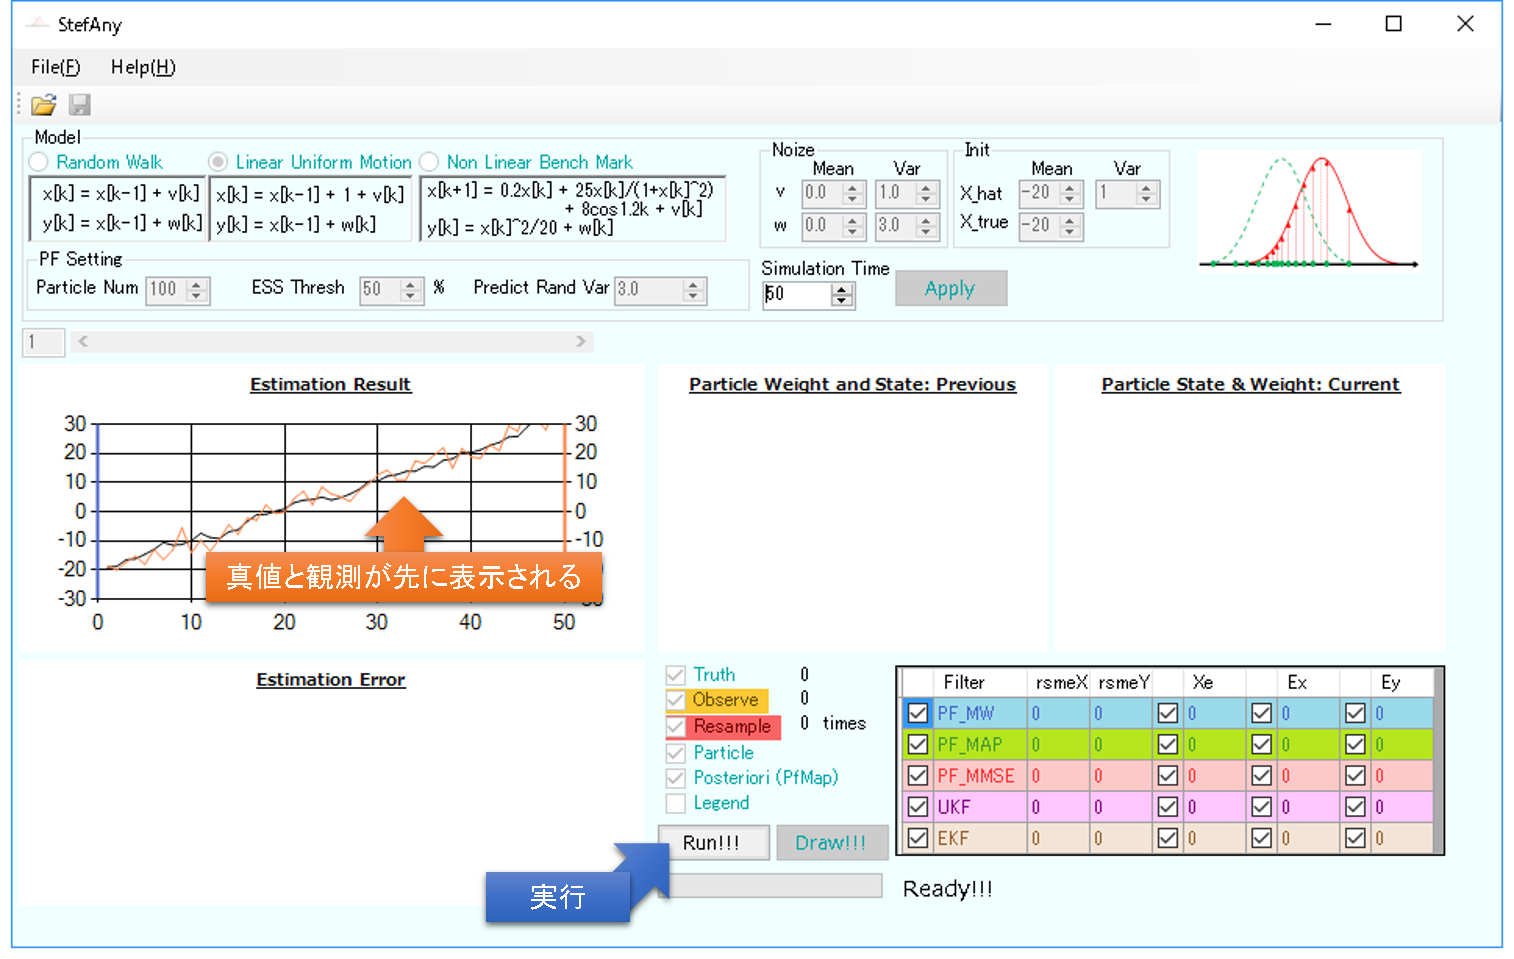 StefAny
File(F) Help(H)
Model
Random Walk
x[k] = x[k-1] + v[k]
y[k] = x[k-1] + w[k]
Linear Uniform Motion
x[k] = x[k-1] + 1 + v[k]
y[k] = x[k-1] + w[k]
Non Linear Bench Mark
x[k+1] = 0.2x[k] + 25x[k]/(1+x[k]^2)
+ 8cos1.2k + v[k]
y[k] = x[k]^2/20 + w[k]
Noize
Mean Var
v 0.0 1.0
w 0.0 3.0
Init
Mean Var
X_hat -20 1
X_true -20
PF Setting
Particle Num 100 ESS Thresh 50 % Predict Rand Var 3.0
Simulation Time
50
Apply
1
Estimation Result
30 30
20 20
10 10
0 0
-10 -10
-20
-30
0 10 20 30 40 50
真値と観測が先に表示される
Particle Weight and State: Previous
Particle State & Weight: Current
Estimation Error
Truth 0
Observe 0
Resample 0 times
Particle
Posteriori (PfMap)
Legend
Run!!! Draw!!!
実行
Ready!!!
Filter rsmeX rsmeY Xe Ex Ey
PF_MW 0 0 0 0 0
PF_MAP 0 0 0 0 0
PF_MMSE 0 0 0 0 0
UKF 0 0 0 0 0
EKF 0 0 0 0 0